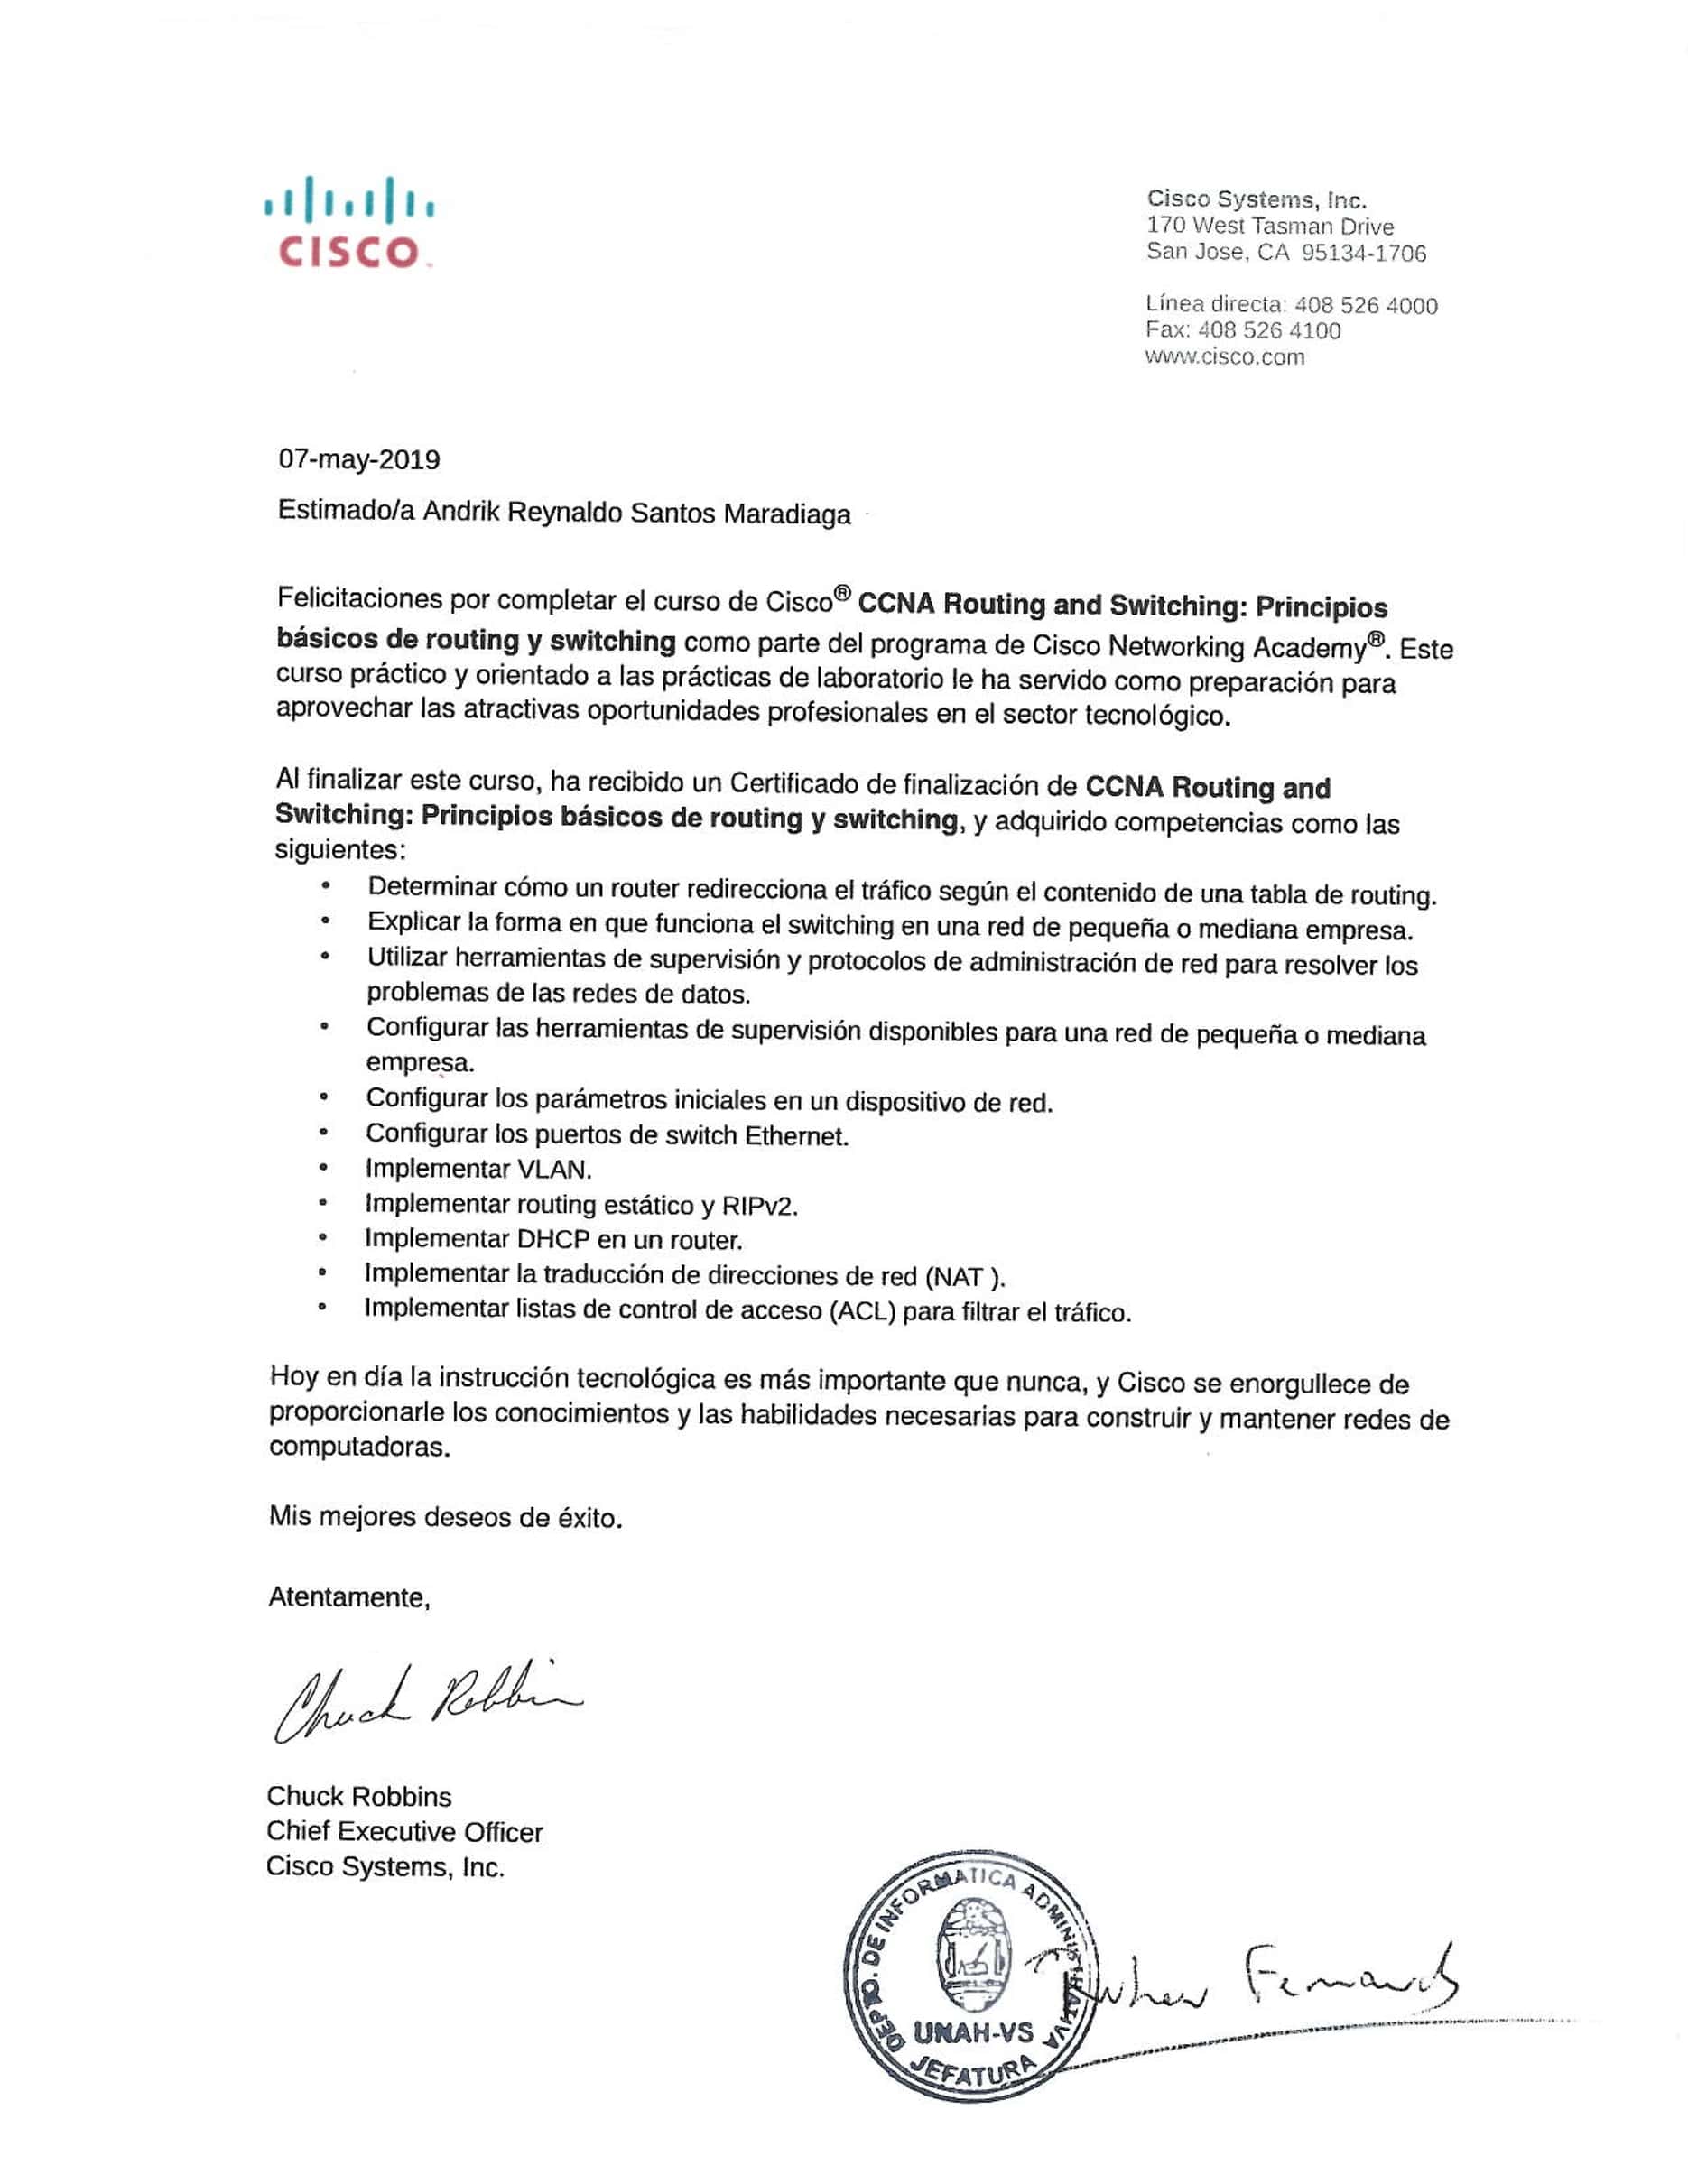 CISCO
Cisco Systems, Inc.
170 West Tasman Drive
San Jose, CA 95134-1706
Línea directa: 408 526 4000
Fax: 408 526 4100
www.cisco.com
07-may-2019
Estimado/a Andrik Reynaldo Santos Maradiaga
Felicitaciones por completar el curso de Cisco® CCNA Routing and Switching: Principios
básicos de routing y switching como parte del programa de Cisco Networking Academy®. Este
curso práctico y orientado a las prácticas de laboratorio le ha servido como preparación para
aprovechar las atractivas oportunidades profesionales en el sector tecnológico.
Al finalizar este curso, ha recibido un Certificado de finalización de CCNA Routing and
Switching: Principios básicos de routing y switching, y adquirido competencias como las
siguientes:
• Determinar cómo un router redirecciona el tráfico según el contenido de una tabla de routing.
• Explicar la forma en que funciona el switching en una red de pequeña o mediana empresa.
• Utilizar herramientas de supervisión y protocolos de administración de red para resolver los
problemas de las redes de datos.
• Configurar las herramientas de supervisión disponibles para una red de pequeña o mediana
empresa.
• Configurar los parámetros iniciales en un dispositivo de red.
• Configurar los puertos de switch Ethernet.
• Implementar VLAN.
• Implementar routing estático y RIPv2.
• Implementar DHCP en un router.
• Implementar la traducción de direcciones de red (NAT ).
• Implementar listas de control de acceso (ACL) para filtrar el tráfico.
Hoy en día la instrucción tecnológica es más importante que nunca, y Cisco se enorgullece de
proporcionarle los conocimientos y las habilidades necesarias para construir y mantener redes de
computadoras.
Mis mejores deseos de éxito.
Atentamente,
Chuck Robbins
Chuck Robbins
Chief Executive Officer
Cisco Systems, Inc.
DEPTO. DE INFORMATICA ADMINISTRATIVA
UNAH-VS
JEFATURA